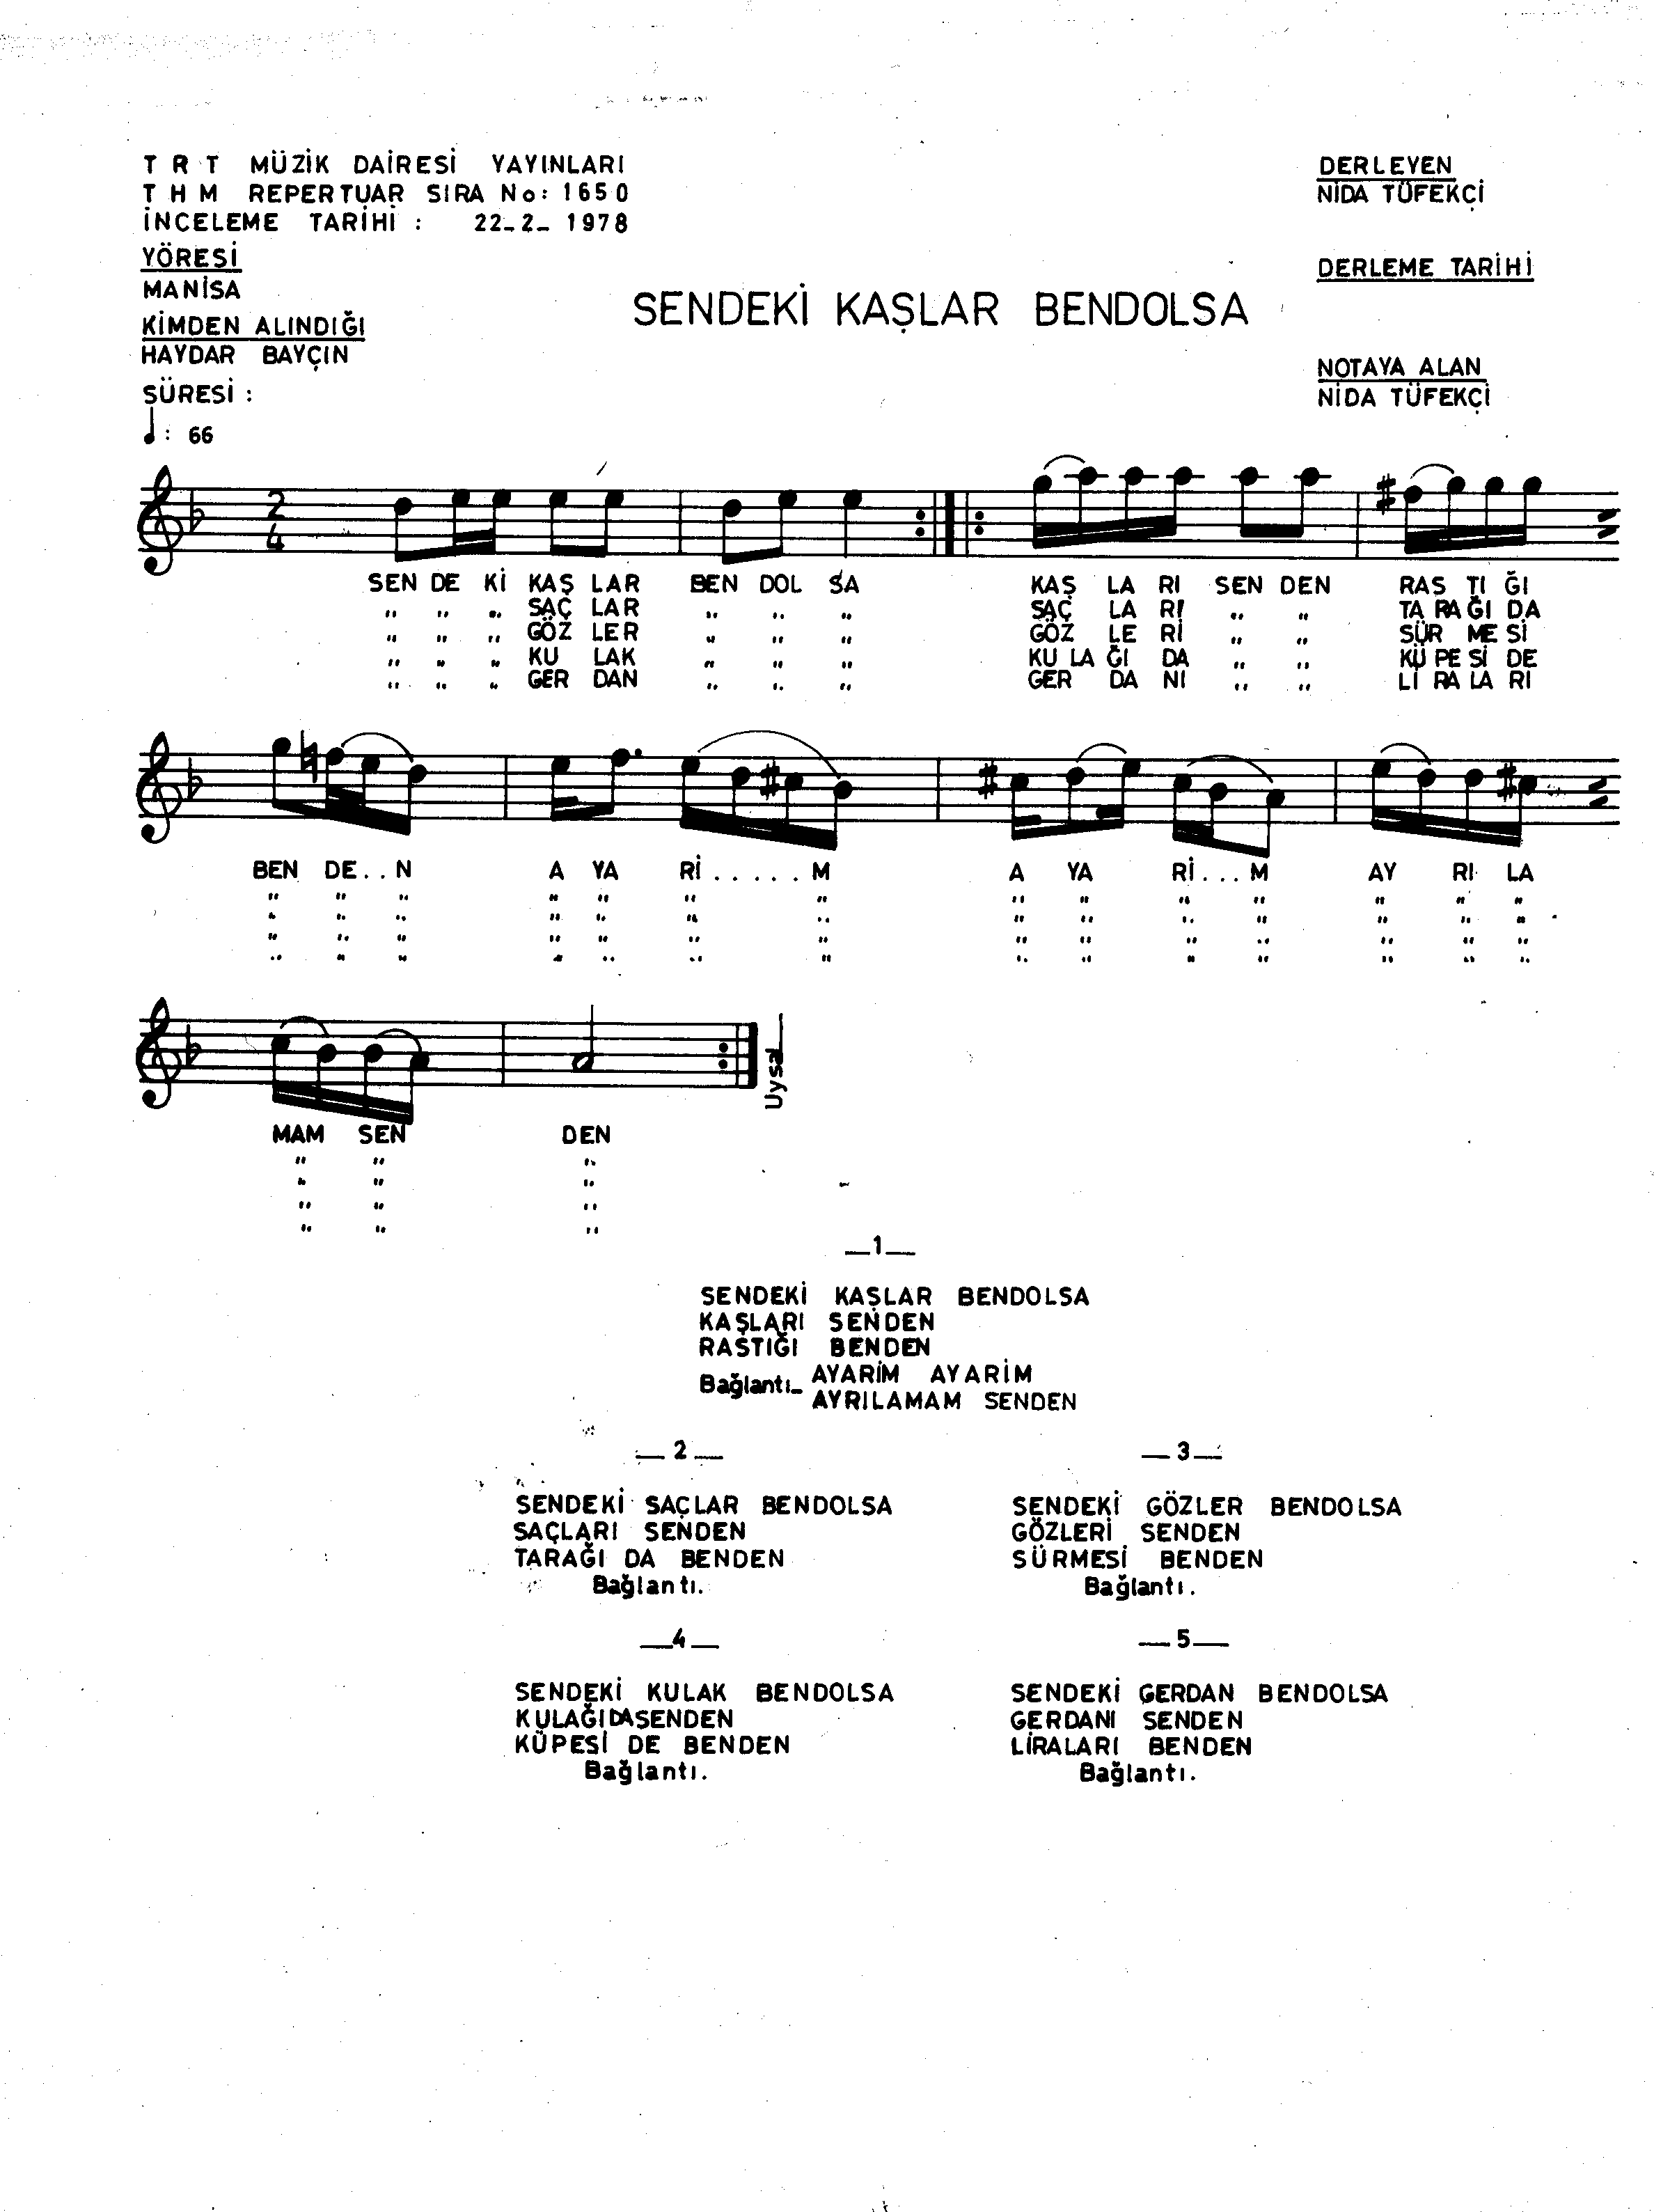 T R T MÜZİK DAİRESİ YAYINLARI
T H M REPERTUAR SIRA No: 1650
İNCELEME TARİHİ : 22-2-1978
YÖRESİ
MANİSA
KİMDEN ALINDIĞI
HAYDAR BAYÇIN
SÜRESİ :
♩: 66
DERLEYEN
NİDA TÜFEKÇİ
DERLEME TARİHİ
NOTAYA ALAN
NİDA TÜFEKÇİ
SENDEKİ KAŞLAR BENDOLSA
2
4
SEN DE Kİ KAŞ LAR BEN DOL SA KAŞ LA RI SEN DEN RAS TI ĞI
" " " SAÇ LAR " " " SAÇ LA RI " " TA RA ĞI DA
" " " GÖZ LER " " " GÖZ LE Rİ " " SÜR ME Sİ
" " " KU LAK " " " KU LA ĞI DA " " KÜ PE Sİ DE
" " " GER DAN " " " GER DA NI " " Lİ RA LA RI
BEN DE..N A YA Rİ.....M A YA Rİ...M AY RI LA
" " " " " " " " " " " " " "
" " " " " " " " " " " " " "
" " " " " " " " " " " " " "
" " " " " " " " " " " " " "
Uysal
MAM SEN DEN
" " "
" " "
" " "
" " "
—1—
SENDEKİ KAŞLAR BENDOLSA
KAŞLARI SENDEN
RASTIĞI BENDEN
Bağlantı- AYARİM AYARİM
AYRILAMAM SENDEN
— 2 —
SENDEKİ SAÇLAR BENDOLSA
SAÇLARI SENDEN
TARAĞI DA BENDEN
Bağlantı.
— 3 —
SENDEKİ GÖZLER BENDOLSA
GÖZLERİ SENDEN
SÜRMESİ BENDEN
Bağlantı.
—4—
SENDEKİ KULAK BENDOLSA
KULAĞIDASENDEN
KÜPESİ DE BENDEN
Bağlantı.
— 5 —
SENDEKİ GERDAN BENDOLSA
GERDANI SENDEN
LİRALARI BENDEN
Bağlantı.